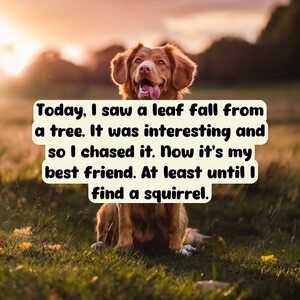 Today, I saw a leaf fall from
a tree. It was interesting and
so I chased it. Now it's my
best friend. At least until I
find a squirrel.